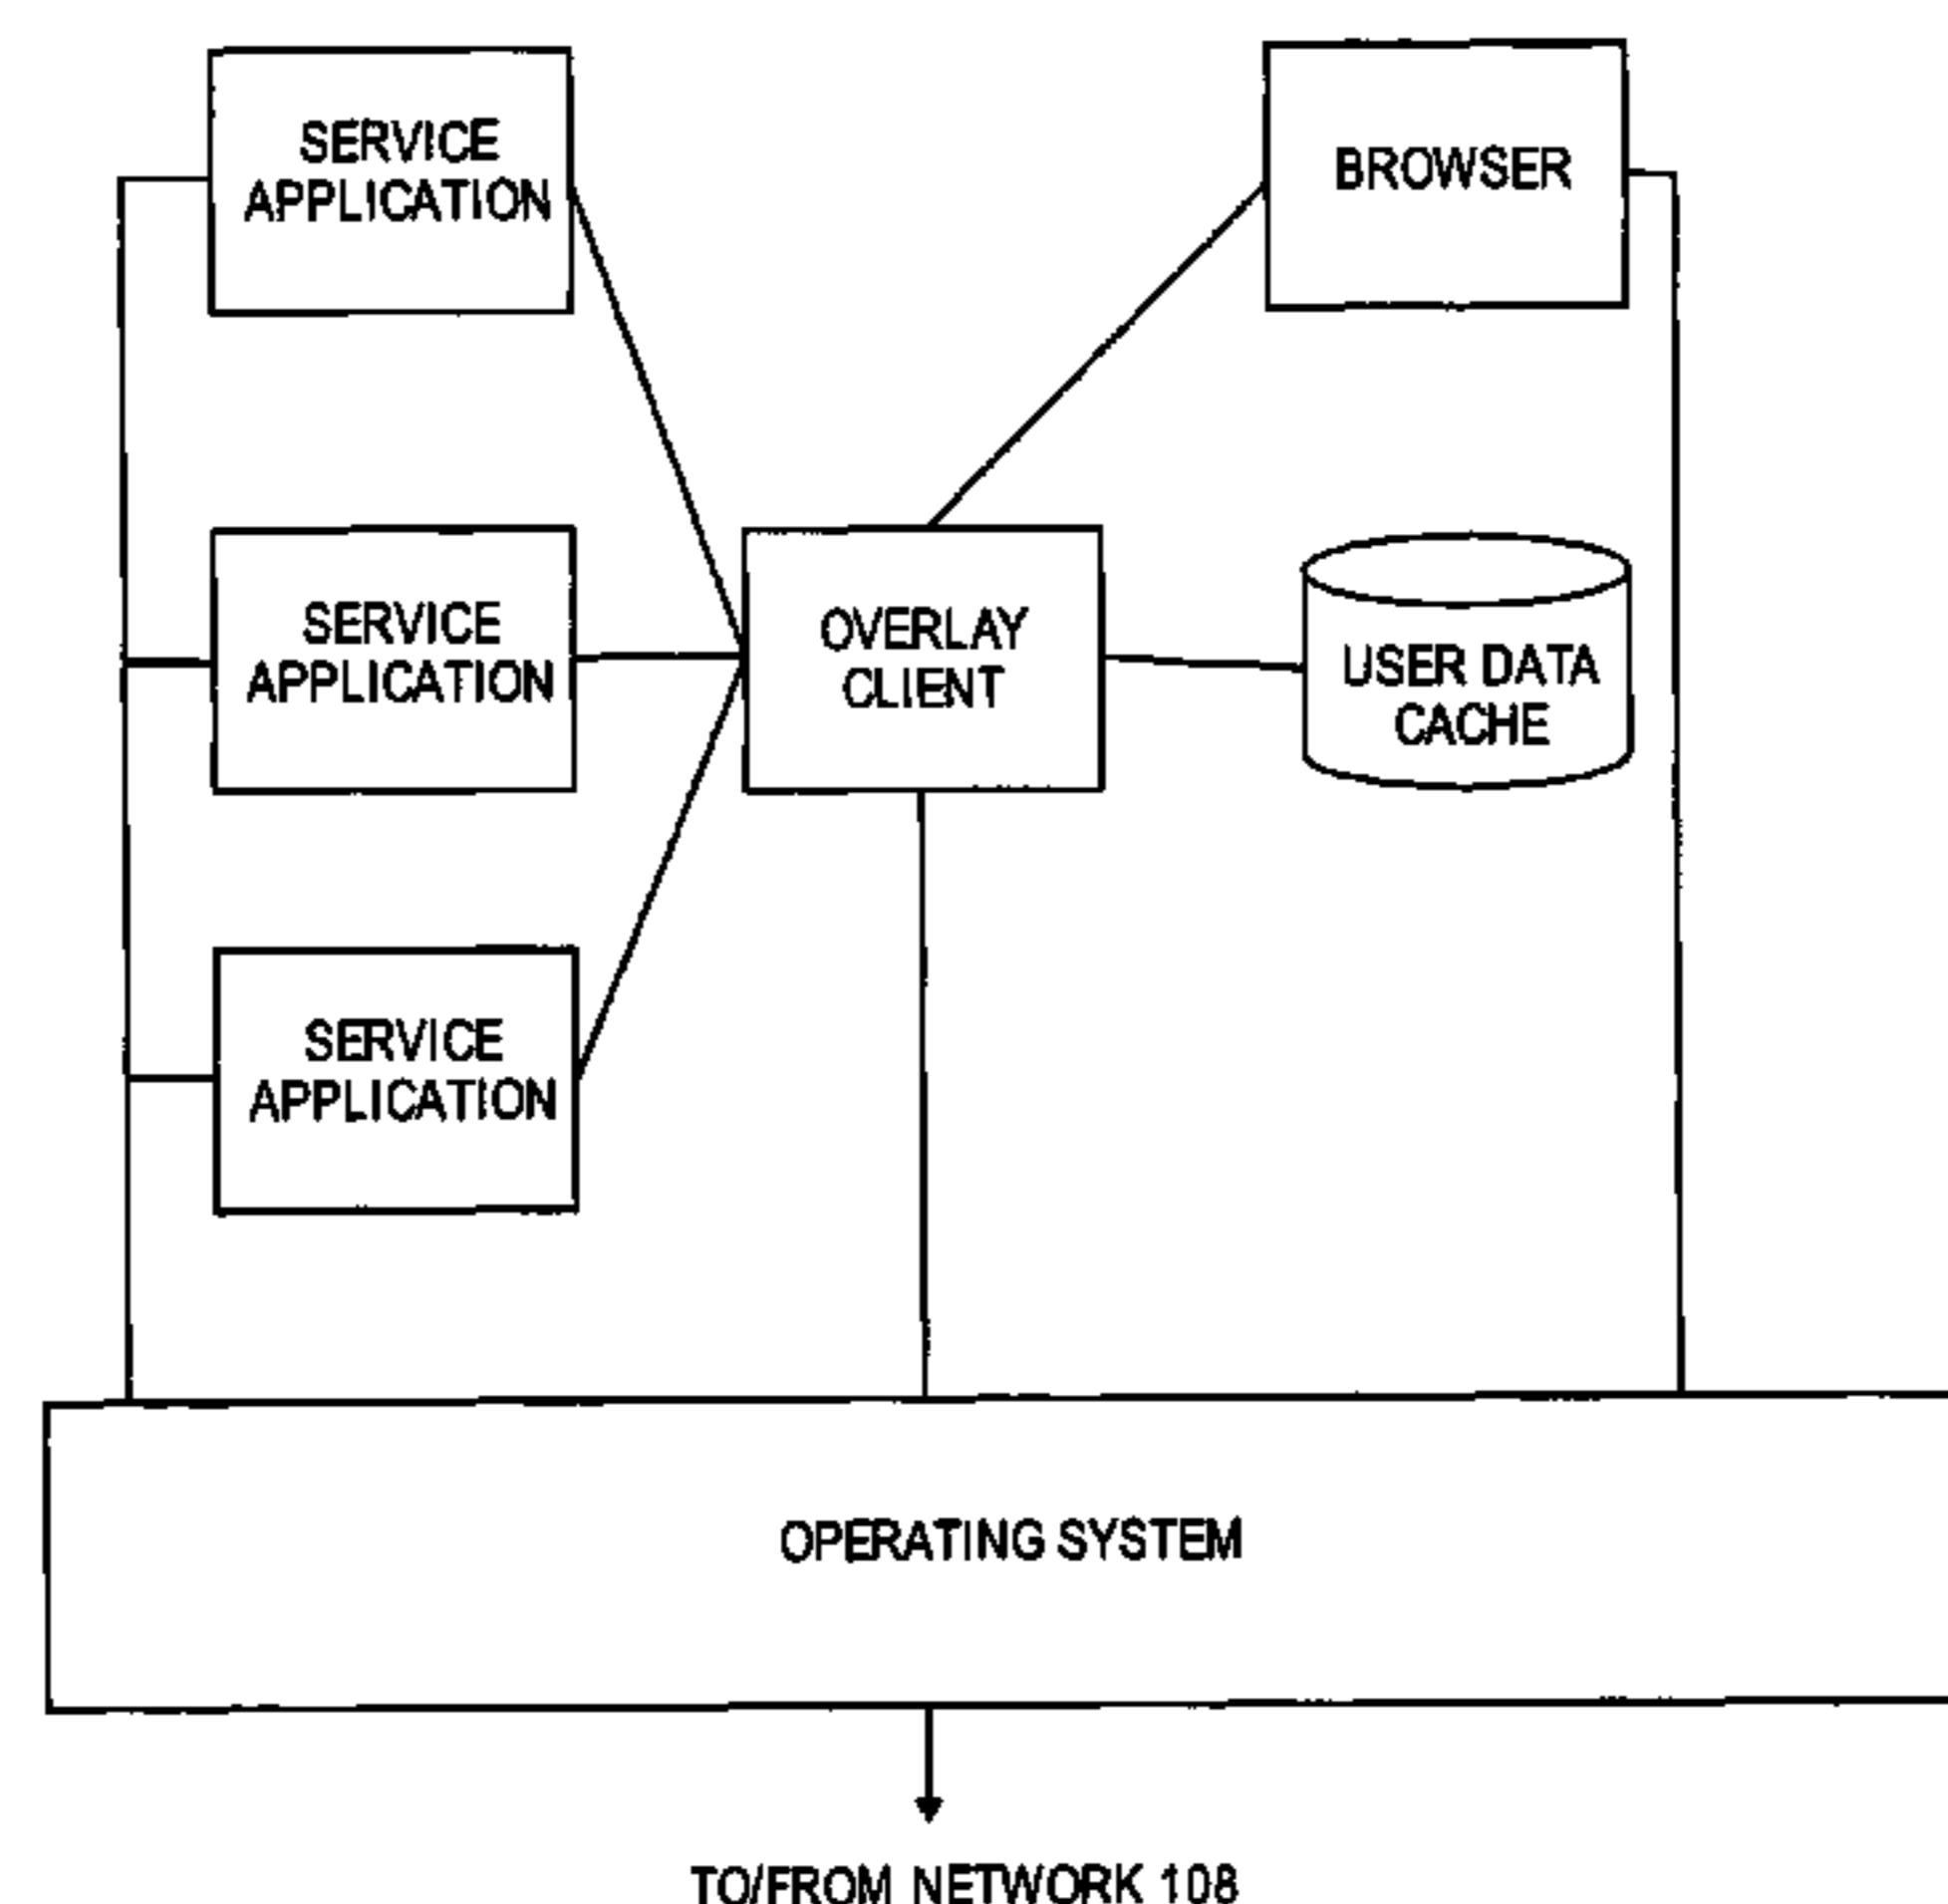 SERVICE
APPLICATION
BROWSER
SERVICE
APPLICATION
OVERLAY
CLIENT
USER DATA
CACHE
SERVICE
APPLICATION
OPERATING SYSTEM
TO/FROM NETWORK 108